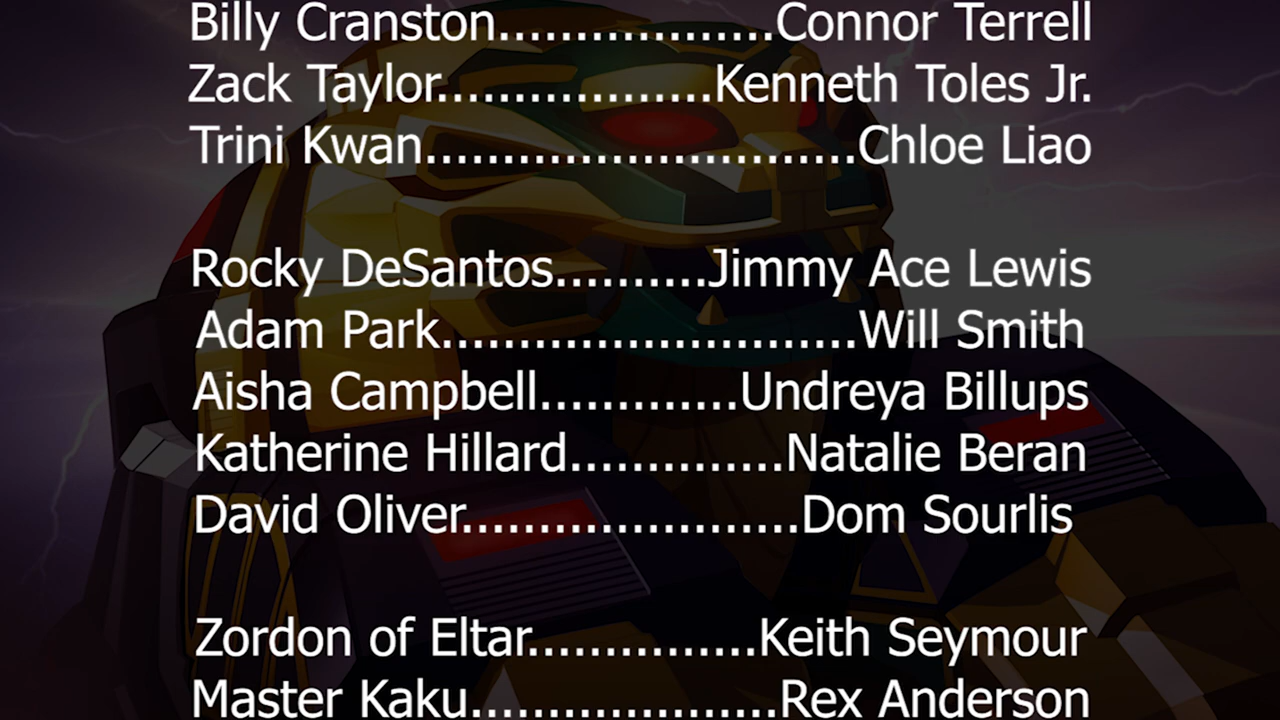 Billy Cranston..................Connor Terrell
Zack Taylor..................Kenneth Toles Jr.
Trini Kwan............................Chloe Liao
Rocky DeSantos..........Jimmy Ace Lewis
Adam Park...........................Will Smith
Aisha Campbell.............Undreya Billups
Katherine Hillard..............Natalie Beran
David Oliver......................Dom Sourlis
Zordon of Eltar...............Keith Seymour
Master Kaku....................Rex Anderson